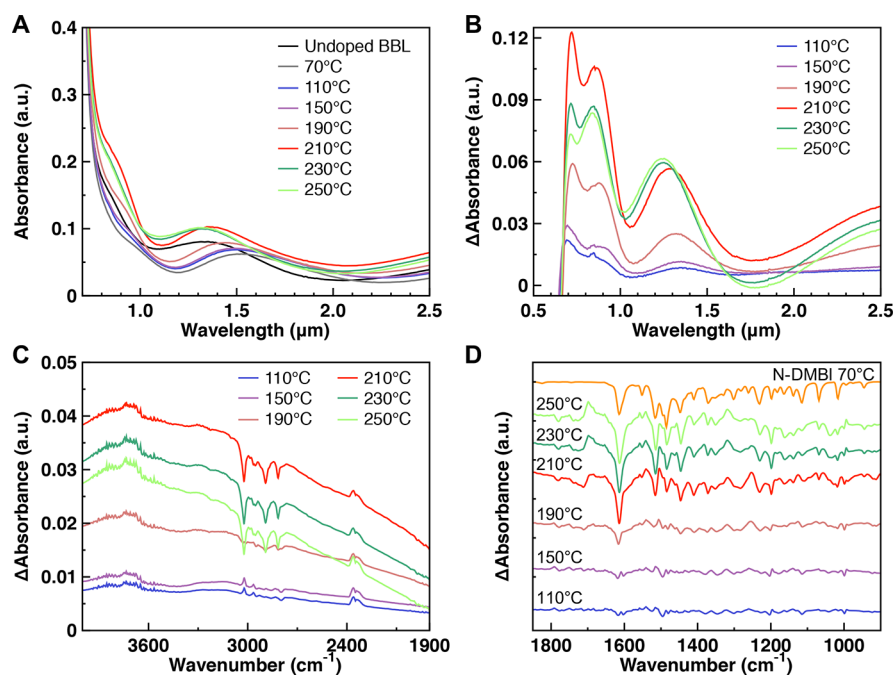 A
Absorbance (a.u.)
0.4
0.3
0.2
0.1
0
1.0
1.5
2.0
2.5
Wavelength (µm)
Undoped BBL
70°C
110°C
150°C
190°C
210°C
230°C
250°C
B
ΔAbsorbance (a.u.)
0.12
0.09
0.06
0.03
0
0.5
1.0
1.5
2.0
2.5
Wavelength (µm)
110°C
150°C
190°C
210°C
230°C
250°C
C
ΔAbsorbance (a.u.)
0.05
0.04
0.03
0.02
0.01
0
3600
3000
2400
1900
Wavenumber (cm⁻¹)
110°C
150°C
190°C
210°C
230°C
250°C
D
ΔAbsorbance (a.u.)
N-DMBI 70°C
250°C
230°C
210°C
190°C
150°C
110°C
1800
1600
1400
1200
1000
Wavenumber (cm⁻¹)